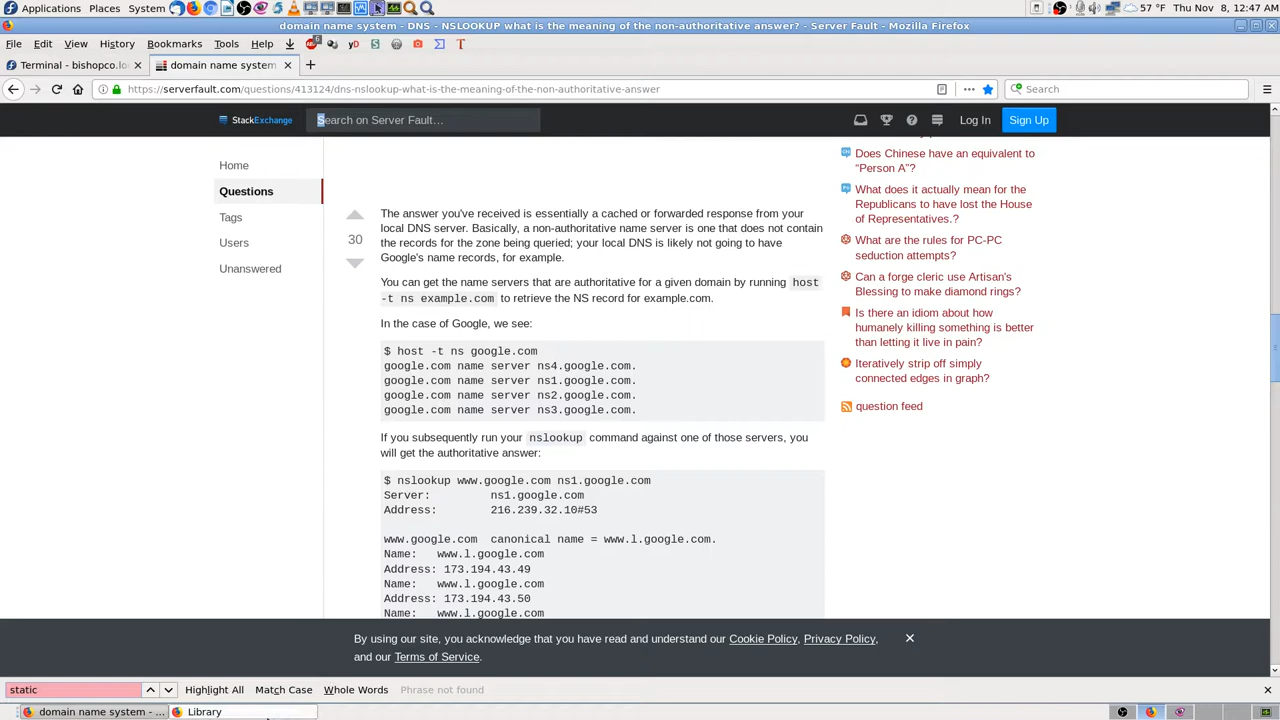 Applications Places System 57 °F Thu Nov 8, 12:47 AM
domain name system - DNS - NSLOOKUP what is the meaning of the non-authoritative answer? - Server Fault - Mozilla Firefox
File Edit View History Bookmarks Tools Help
Terminal - bishopco.lo
domain name system
https://serverfault.com/questions/413124/dns-nslookup-what-is-the-meaning-of-the-non-authoritative-answer
Search
StackExchange
Search on Server Fault…
Log In
Sign Up
Home
Questions
Tags
Users
Unanswered
30
The answer you've received is essentially a cached or forwarded response from your
local DNS server. Basically, a non-authoritative name server is one that does not contain
the records for the zone being queried; your local DNS is likely not going to have
Google's name records, for example.
You can get the name servers that are authoritative for a given domain by running host
-t ns example.com to retrieve the NS record for example.com.
In the case of Google, we see:
$ host -t ns google.com
google.com name server ns4.google.com.
google.com name server ns1.google.com.
google.com name server ns2.google.com.
google.com name server ns3.google.com.
If you subsequently run your nslookup command against one of those servers, you
will get the authoritative answer:
$ nslookup www.google.com ns1.google.com
Server: ns1.google.com
Address: 216.239.32.10#53
www.google.com canonical name = www.l.google.com.
Name: www.l.google.com
Address: 173.194.43.49
Name: www.l.google.com
Address: 173.194.43.50
Name: www.l.google.com
Does Chinese have an equivalent to
“Person A”?
What does it actually mean for the
Republicans to have lost the House
of Representatives.?
What are the rules for PC-PC
seduction attempts?
Can a forge cleric use Artisan's
Blessing to make diamond rings?
Is there an idiom about how
humanely killing something is better
than letting it live in pain?
Iteratively strip off simply
connected edges in graph?
question feed
By using our site, you acknowledge that you have read and understand our Cookie Policy, Privacy Policy,
and our Terms of Service.
static
Highlight All
Match Case
Whole Words
Phrase not found
domain name system - ...
Library